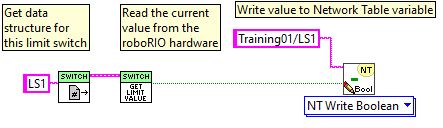 Get data
structure for
this limit switch
Read the current
value from the
roboRIO hardware
Write value to Network Table variable
Training01/LS1
LS1
SWITCH
#
SWITCH
GET
LIMIT
VALUE
NT
Bool
NT Write Boolean